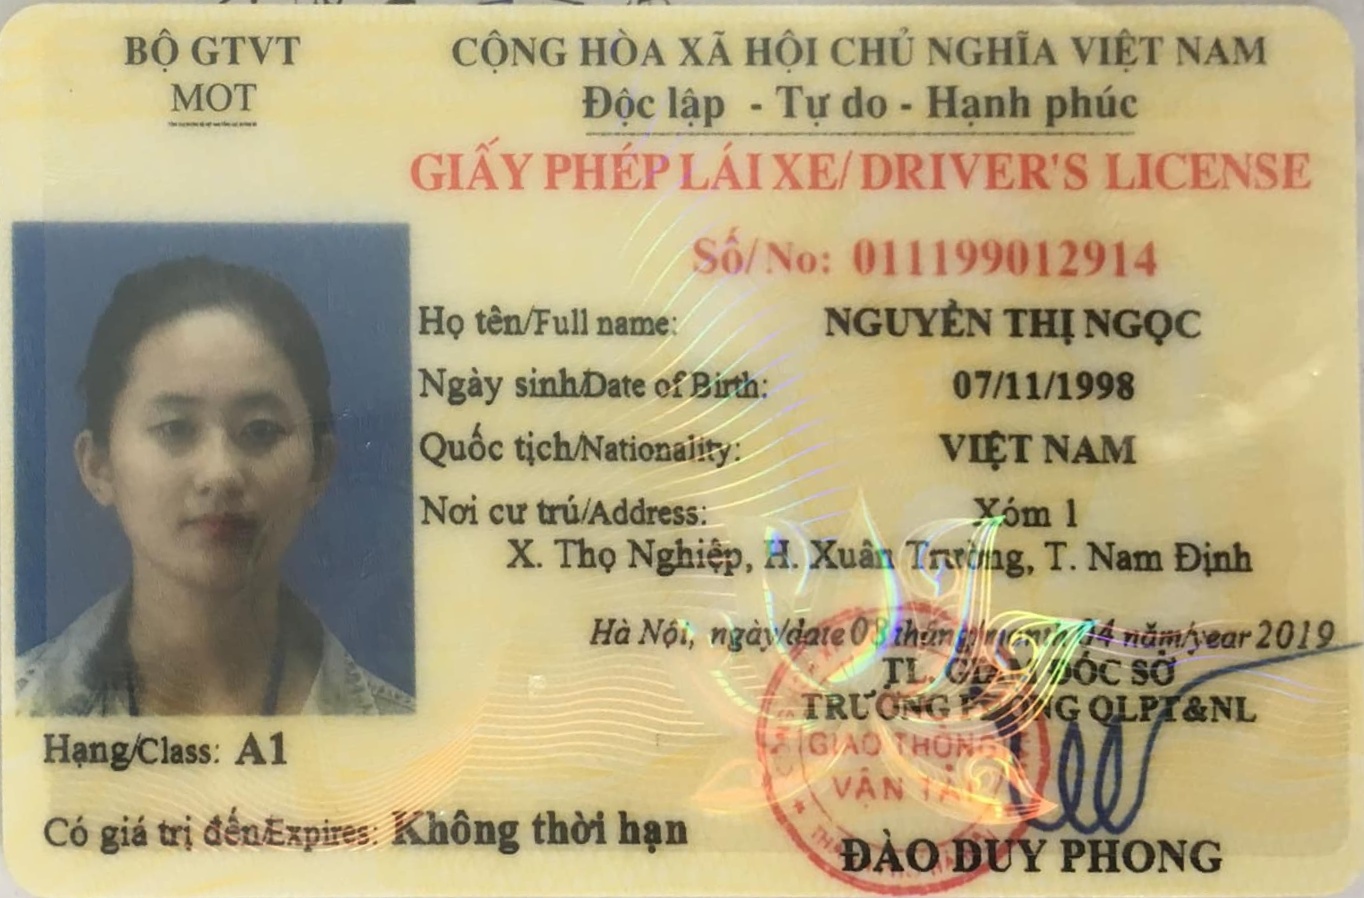 BỘ GTVT
MOT
CỘNG HÒA XÃ HỘI CHỦ NGHĨA VIỆT NAM
Độc lập - Tự do - Hạnh phúc
GIẤY PHÉP LÁI XE/ DRIVER'S LICENSE
Số/No: 011199012914
Họ tên/Full name: NGUYỄN THỊ NGỌC
Ngày sinh/Date of Birth: 07/11/1998
Quốc tịch/Nationality: VIỆT NAM
Nơi cư trú/Address: Xóm 1
X. Thọ Nghiệp, H. Xuân Trường, T. Nam Định
Hà Nội, ngày/date 03 tháng/month 04 năm/year 2019
TL. GIÁM ĐỐC SỞ
TRƯỞNG PHÒNG QLPT&NL
GIAO THÔNG
VẬN TẢI
Hạng/Class: A1
Có giá trị đến/Expires: Không thời hạn
ĐÀO DUY PHONG